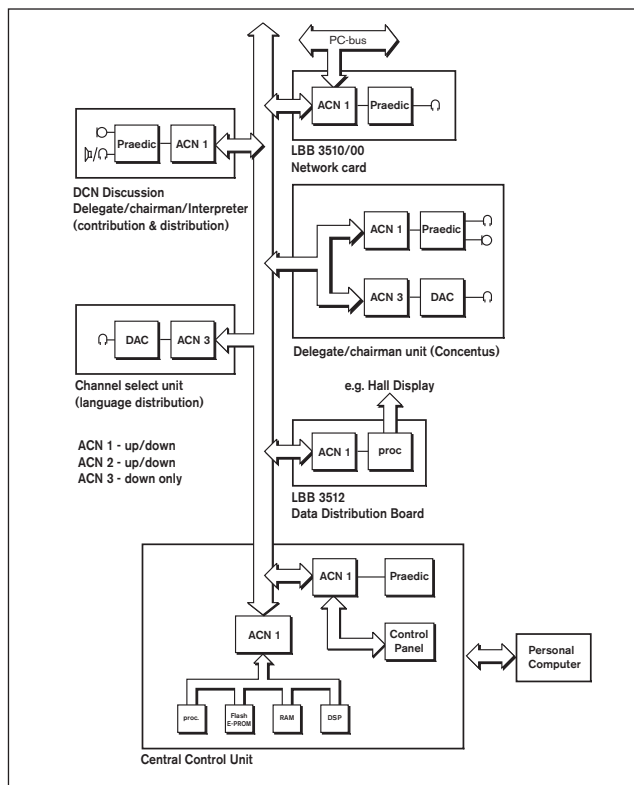 PC-bus
ACN 1
Praedic
LBB 3510/00
Network card
Praedic
ACN 1
DCN Discussion
Delegate/chairman/Interpreter
(contribution & distribution)
ACN 1
Praedic
ACN 3
DAC
Delegate/chairman unit (Concentus)
DAC
ACN 3
Channel select unit
(language distribution)
e.g. Hall Display
ACN 1 - up/down
ACN 2 - up/down
ACN 3 - down only
ACN 1
proc
LBB 3512
Data Distribution Board
ACN 1
Praedic
ACN 1
Control
Panel
Personal
Computer
proc.
Flash
E-PROM
RAM
DSP
Central Control Unit